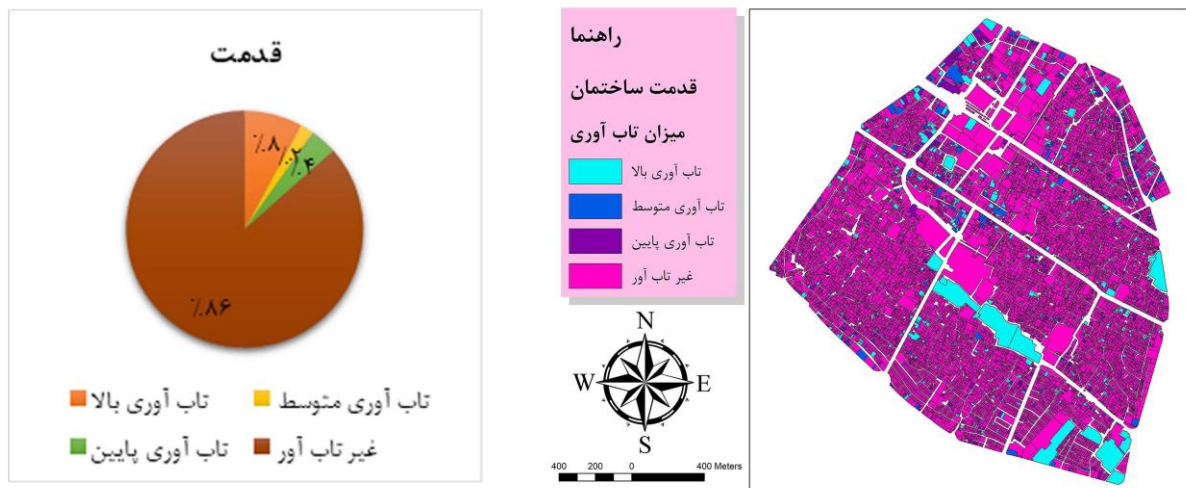 قدمت
٪۸
٪۲
٪۴
٪۸۶
تاب آوری بالا
تاب آوری متوسط
تاب آوری پایین
غیر تاب آور
راهنما
قدمت ساختمان
میزان تاب آوری
تاب آوری بالا
تاب آوری متوسط
تاب آوری پایین
غیر تاب آور
N
W E
S
400 200 0 400 Meters